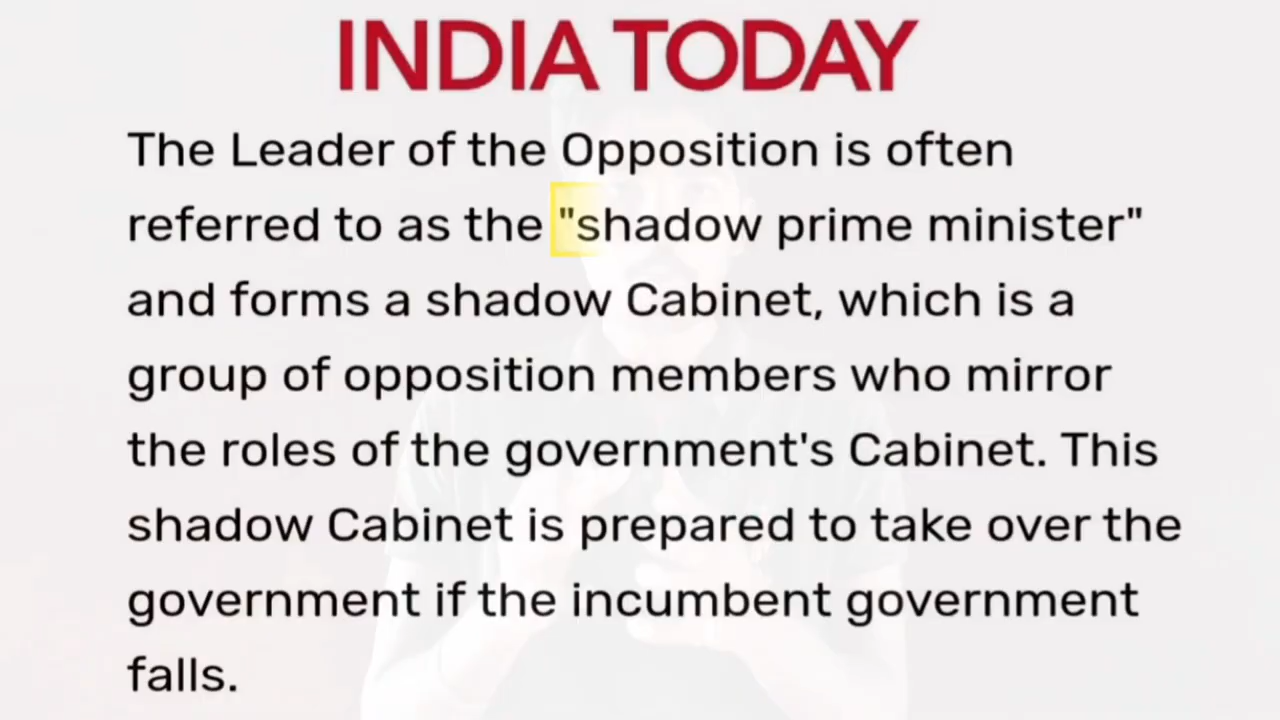 INDIA TODAY
The Leader of the Opposition is often
referred to as the "shadow prime minister"
and forms a shadow Cabinet, which is a
group of opposition members who mirror
the roles of the government's Cabinet. This
shadow Cabinet is prepared to take over the
government if the incumbent government
falls.